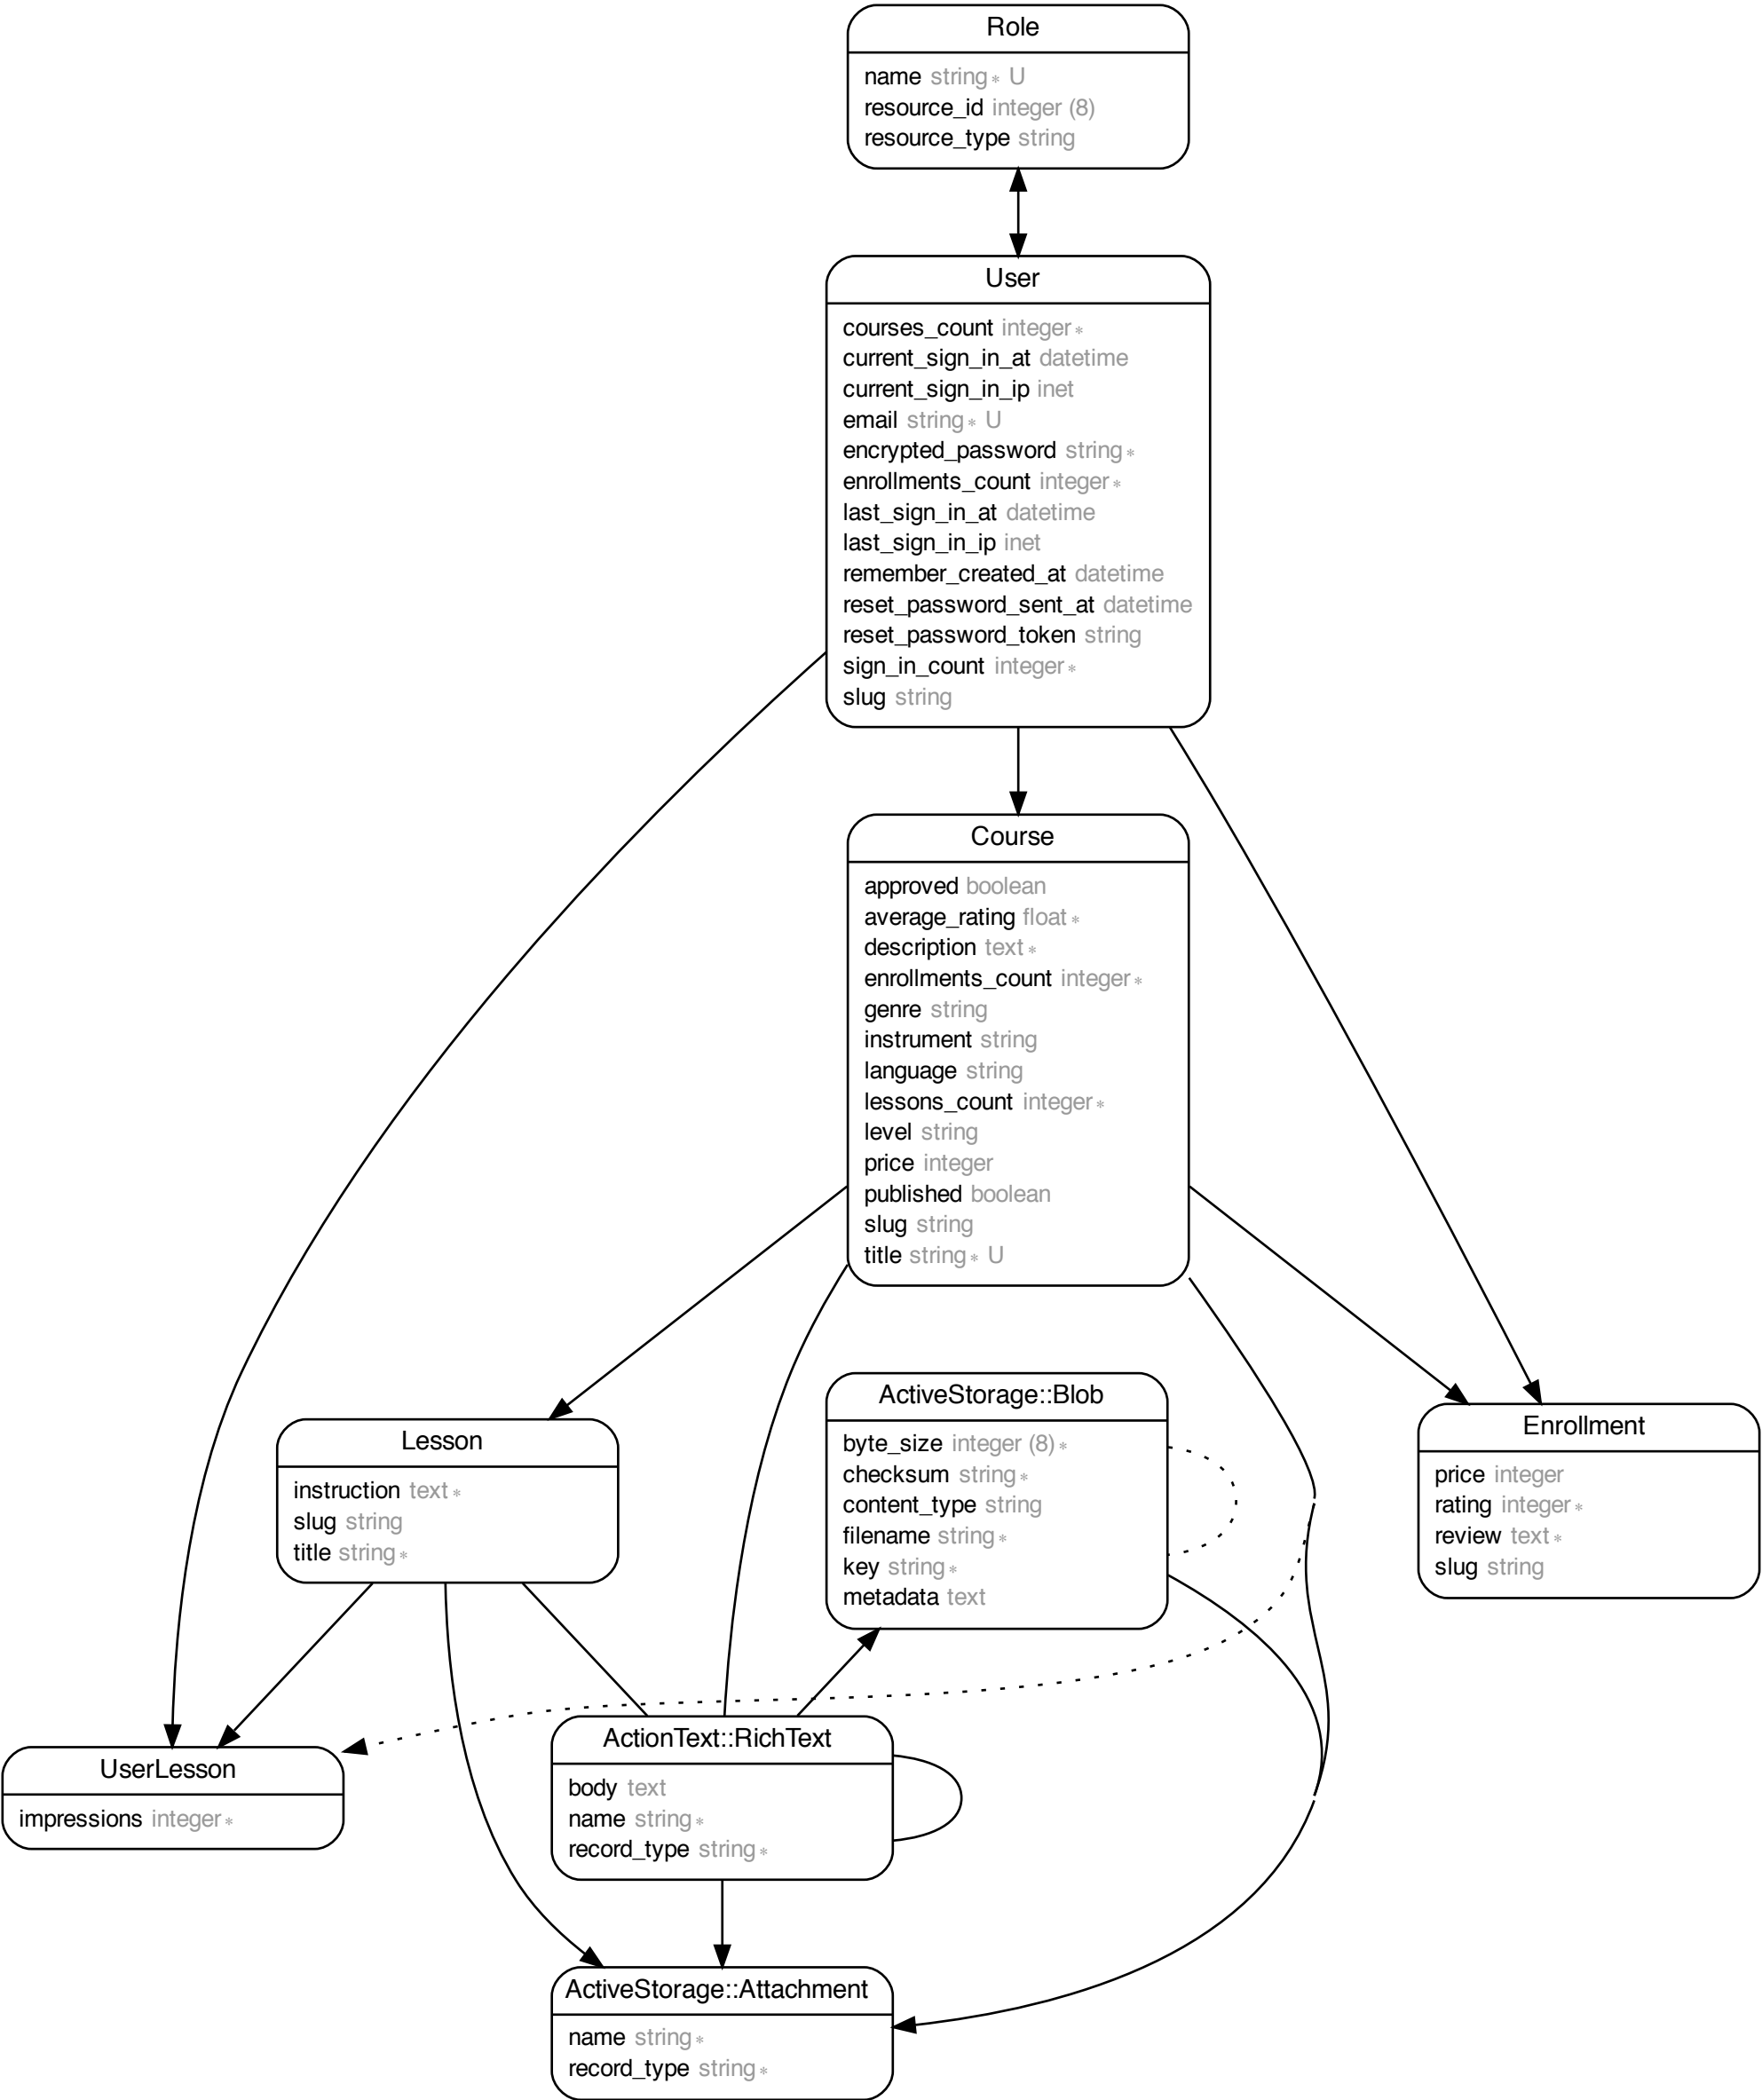 Role
name string∗ U
resource_id integer (8)
resource_type string
User
courses_count integer∗
current_sign_in_at datetime
current_sign_in_ip inet
email string∗ U
encrypted_password string∗
enrollments_count integer∗
last_sign_in_at datetime
last_sign_in_ip inet
remember_created_at datetime
reset_password_sent_at datetime
reset_password_token string
sign_in_count integer∗
slug string
Course
approved boolean
average_rating float∗
description text∗
enrollments_count integer∗
genre string
instrument string
language string
lessons_count integer∗
level string
price integer
published boolean
slug string
title string∗ U
Lesson
instruction text∗
slug string
title string∗
ActiveStorage::Blob
byte_size integer (8)∗
checksum string∗
content_type string
filename string∗
key string∗
metadata text
Enrollment
price integer
rating integer∗
review text∗
slug string
UserLesson
impressions integer∗
ActionText::RichText
body text
name string∗
record_type string∗
ActiveStorage::Attachment
name string∗
record_type string∗